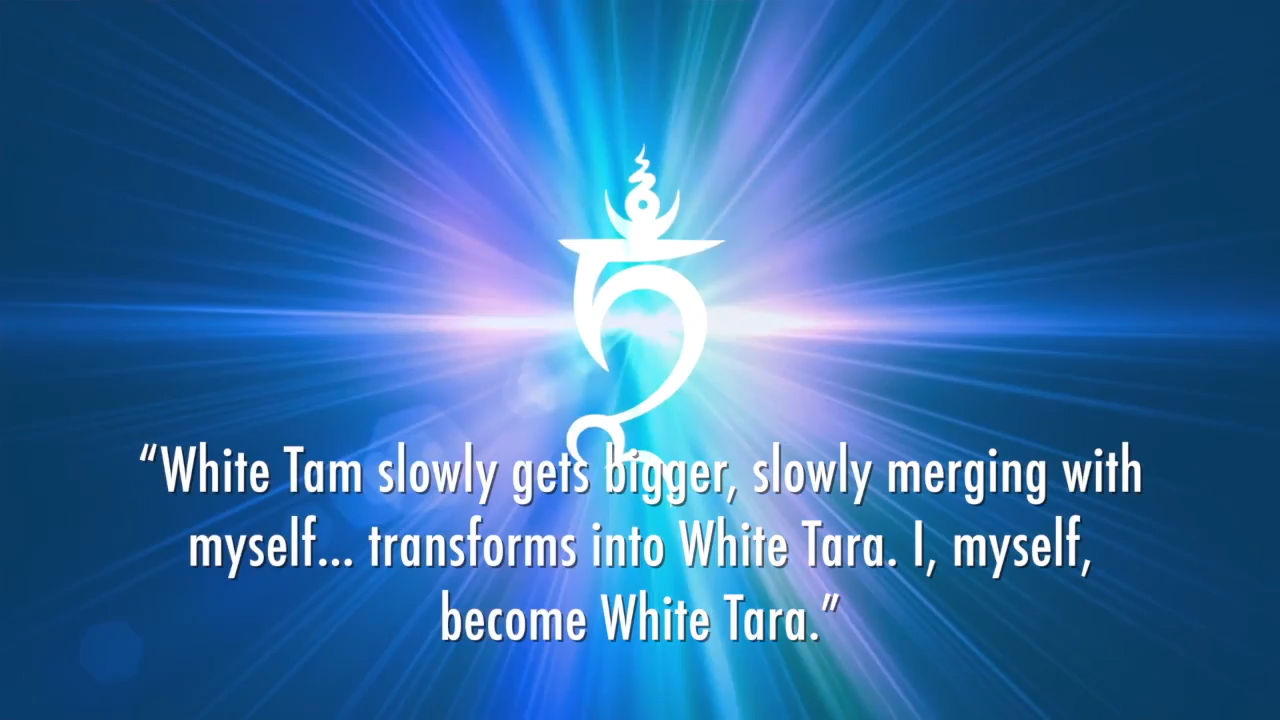 ཏཱྃ
“White Tam slowly gets bigger, slowly merging with
myself... transforms into White Tara. I, myself,
become White Tara.”